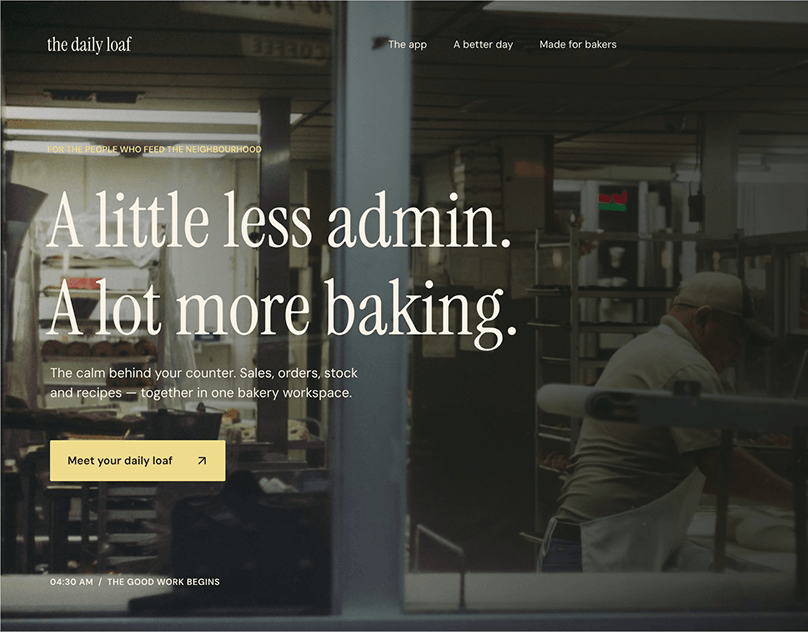 the daily loaf
The app
A better day
Made for bakers
FOR THE PEOPLE WHO FEED THE NEIGHBOURHOOD
A little less admin.
A lot more baking.
The calm behind your counter. Sales, orders, stock
and recipes — together in one bakery workspace.
Meet your daily loaf
04:30 AM / THE GOOD WORK BEGINS